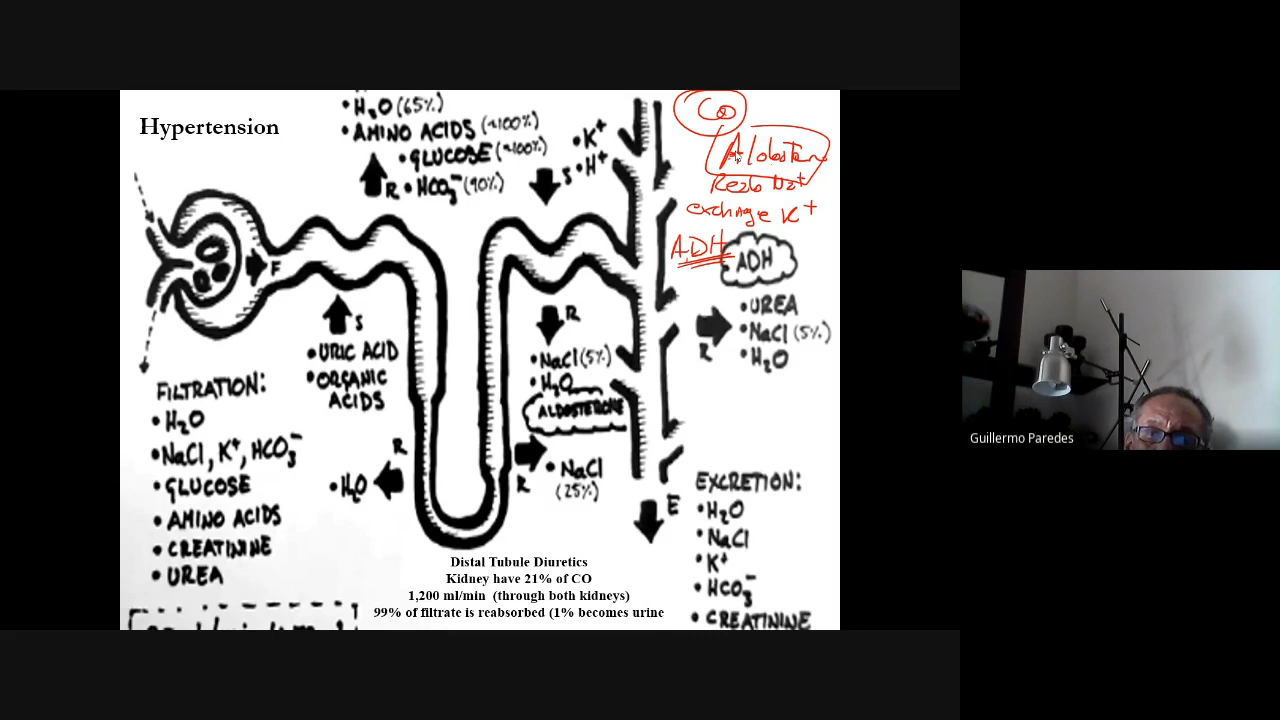 Hypertension
• H₂O (65%)
• AMINO ACIDS (~100%)
• GLUCOSE (~100%)
R • HCO₃⁻ (90%)
• K⁺
• H⁺
S
F
S
• URIC ACID
• ORGANIC
ACIDS
FILTRATION:
• H₂O
• NaCl, K⁺, HCO₃⁻
• GLUCOSE
• AMINO ACIDS
• CREATININE
• UREA
R
• H₂O
R
• NaCl (5%)
• H₂O
ALDOSTERONE
R
• NaCl
(25%)
Na⁺
exchange K⁺
ADH
ADH
• UREA
• NaCl (5%)
• H₂O
R
E
EXCRETION:
• H₂O
• NaCl
• K⁺
• HCO₃⁻
• CREATININE
Distal Tubule Diuretics
Kidney have 21% of CO
1,200 ml/min (through both kidneys)
99% of filtrate is reabsorbed (1% becomes urine
Guillermo Paredes